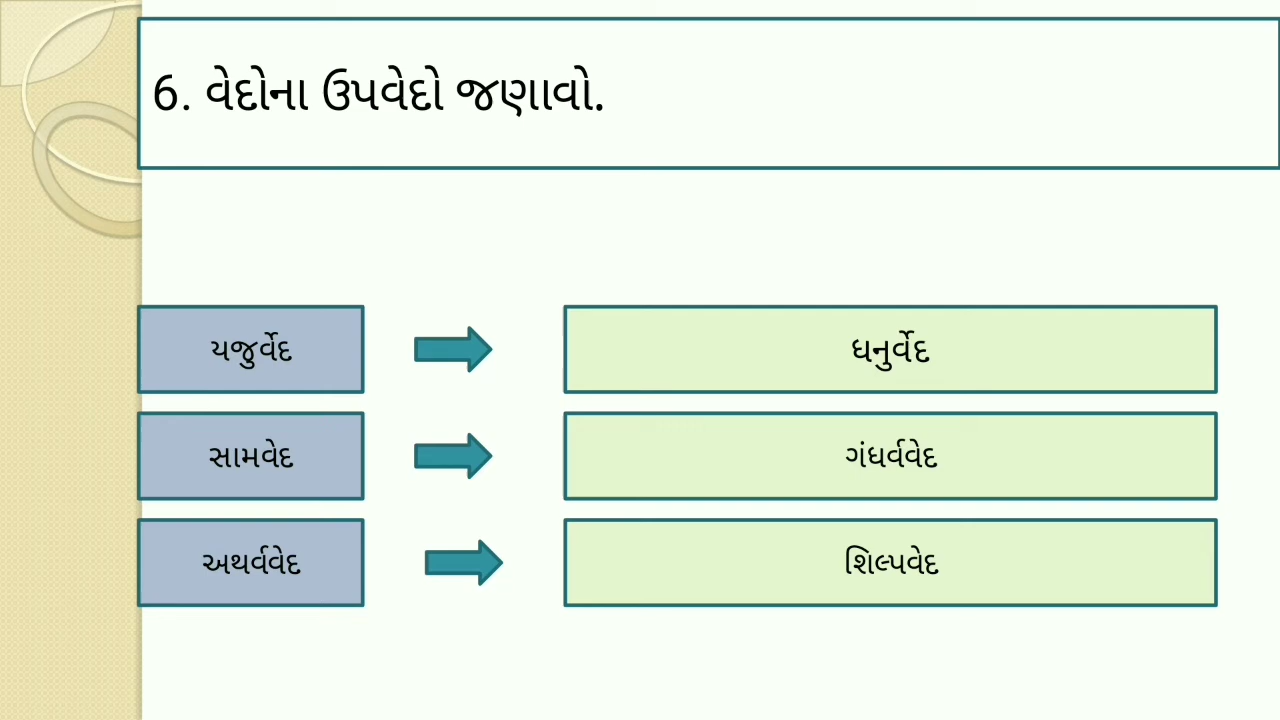 6. વેદોના ઉપવેદો જણાવો.
યજુર્વેદ ધનુર્વેદ
સામવેદ ગંધર્વવેદ
અથર્વવેદ શિલ્પવેદ